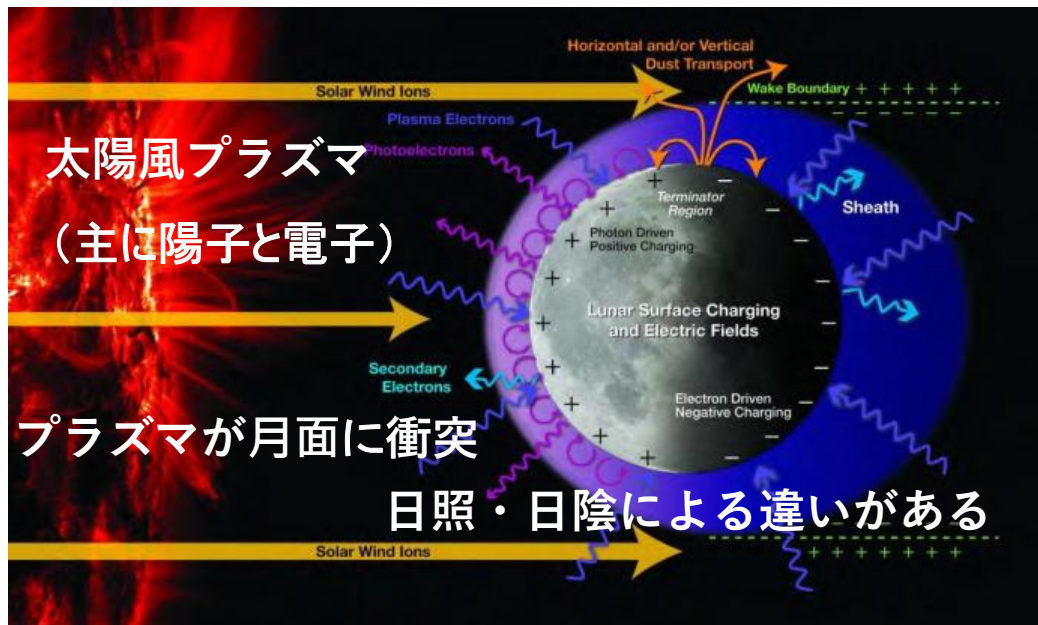 Horizontal and/or Vertical
Dust Transport
Solar Wind Ions
Wake Boundary + + + + +
Plasma Electrons
太陽風プラズマ
Photoelectrons
（主に陽子と電子）
Terminator
Region
Sheath
Photon Driven
Positive Charging
Lunar Surface Charging
and Electric Fields
Secondary
Electrons
Electron Driven
Negative Charging
プラズマが月面に衝突
日照・日陰による違いがある
Solar Wind Ions
+ + + + + +